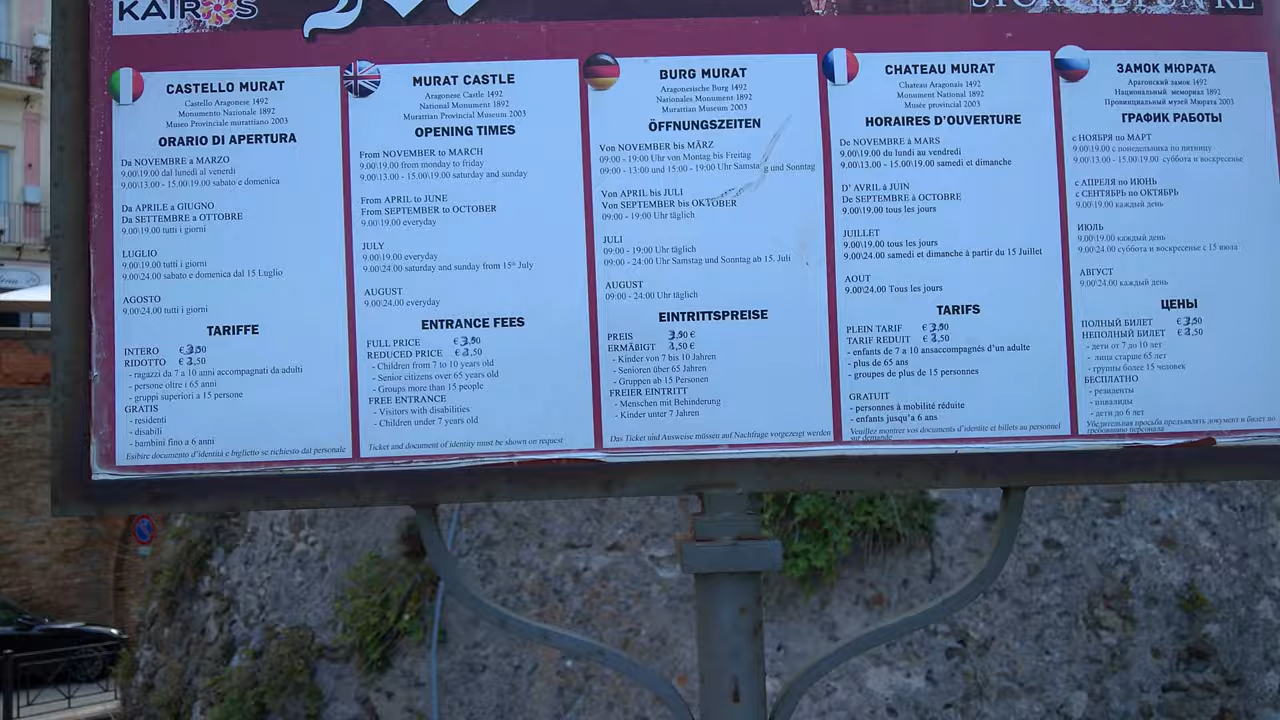 KAIROS
CASTELLO MURAT
Castello Aragonese 1492
Monumento Nazionale 1892
Museo Provinciale murattiano 2003
ORARIO DI APERTURA
Da NOVEMBRE a MARZO
9.00\19.00 dal lunedì al venerdì
9.00\13.00 - 15.00\19.00 sabato e domenica
Da APRILE a GIUGNO
Da SETTEMBRE a OTTOBRE
9.00\19.00 tutti i giorni
LUGLIO
9.00\19.00 tutti i giorni
9.00\24.00 sabato e domenica dal 15 Luglio
AGOSTO
9.00\24.00 tutti i giorni
TARIFFE
INTERO € 3,50
RIDOTTO € 2,50
- ragazzi da 7 a 10 anni accompagnati da adulti
- persone oltre i 65 anni
- gruppi superiori a 15 persone
GRATIS
- residenti
- disabili
- bambini fino a 6 anni
Esibire documento d'identità e biglietto se richiesto dal personale
MURAT CASTLE
Aragonese Castle 1492
National Monument 1892
Murattian Provincial Museum 2003
OPENING TIMES
From NOVEMBER to MARCH
9.00\19.00 from monday to friday
9.00\13.00 - 15.00\19.00 saturday and sunday
From APRIL to JUNE
From SEPTEMBER to OCTOBER
9.00\19.00 everyday
JULY
9.00\19.00 everyday
9.00\24.00 saturday and sunday from 15th July
AUGUST
9.00\24.00 everyday
ENTRANCE FEES
FULL PRICE € 3,50
REDUCED PRICE € 2,50
- Children from 7 to 10 years old
- Senior citizens over 65 years old
- Groups more than 15 people
FREE ENTRANCE
- Visitors with disabilities
- Children under 7 years old
Ticket and document of identity must be shown on request
BURG MURAT
Aragonesische Burg 1492
Nationales Monument 1892
Murattian Museum 2003
ÖFFNUNGSZEITEN
Von NOVEMBER bis MÄRZ
09:00 - 19:00 Uhr von Montag bis Freitag
09:00 - 13:00 und 15:00 - 19:00 Uhr Samstag und Sonntag
Von APRIL bis JULI
Von SEPTEMBER bis OKTOBER
09:00 - 19:00 Uhr täglich
JULI
09:00 - 19:00 Uhr täglich
09:00 - 24:00 Uhr Samstag und Sonntag ab 15. Juli
AUGUST
09:00 - 24:00 Uhr täglich
EINTRITTSPREISE
PREIS 3,50 €
ERMÄßIGT 2,50 €
- Kinder von 7 bis 10 Jahren
- Senioren über 65 Jahren
- Gruppen ab 15 Personen
FREIER EINTRITT
- Menschen mit Behinderung
- Kinder unter 7 Jahren
Das Ticket und Ausweise müssen auf Nachfrage vorgezeigt werden
CHATEAU MURAT
Chateau Aragonais 1492
Monument National 1892
Musée provincial 2003
HORAIRES D'OUVERTURE
De NOVEMBRE a MARS
9.00\19.00 du lundi au vendredi
9.00\13.00 - 15.00\19.00 samedi et dimanche
D' AVRIL à JUIN
De SEPTEMBRE à OCTOBRE
9.00\19.00 tous les jours
JUILLET
9.00\19.00 tous les jours
9.00\24.00 samedi et dimanche à partir du 15 Juillet
AOUT
9.00\24.00 Tous les jours
TARIFS
PLEIN TARIF € 3,50
TARIF REDUIT € 2,50
- enfants de 7 a 10 ansaccompagnés d'un adulte
- plus de 65 ans
- groupes de plus de 15 personnes
GRATUIT
- personnes à mobilité réduite
- enfants jusqu'a 6 ans
Veuillez montrer vos documents d'identite et billets au personnel
sur demande
ЗАМОК МЮРАТА
Арагонский замок 1492
Национальный мемориал 1892
Провинциальный музей Мюрата 2003
ГРАФИК РАБОТЫ
с НОЯБРЯ по МАРТ
9.00\19.00 с понедельника по пятницу
9.00\13.00 - 15.00\19.00 суббота и воскресенье
с АПРЕЛЯ по ИЮНЬ
с СЕНТЯБРЬ по ОКТЯБРЬ
9.00\19.00 каждый день
ИЮЛЬ
9.00\19.00 каждый день
9.00\24.00 суббота и воскресенье с 15 июля
АВГУСТ
9.00\24.00 каждый день
ЦЕНЫ
ПОЛНЫЙ БИЛЕТ € 3,50
НЕПОЛНЫЙ БИЛЕТ € 2,50
- дети от 7 до 10 лет
- лица старше 65 лет
- группы более 15 человек
БЕСПЛАТНО
- резиденты
- инвалиды
- дети до 6 лет
Убедительная просьба предъявлять документ и билет по
требованию персонала